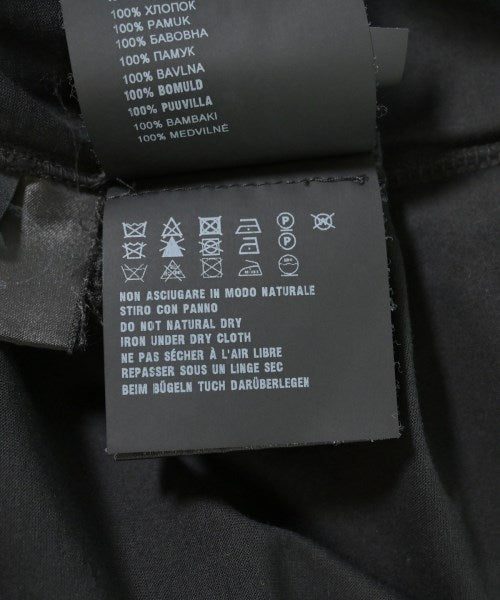 100% ХЛОПОК
100% PAMUK
100% БАВОВНА
100% ПАМУК
100% BAVLNA
100% BOMULD
100% PUUVILLA
100% BAMBAKI
100% MEDVILNĖ
P
P
NON ASCIUGARE IN MODO NATURALE
STIRO CON PANNO
DO NOT NATURAL DRY
IRON UNDER DRY CLOTH
NE PAS SÉCHER À L'AIR LIBRE
REPASSER SOUS UN LINGE SEC
BEIM BÜGELN TUCH DARÜBERLEGEN